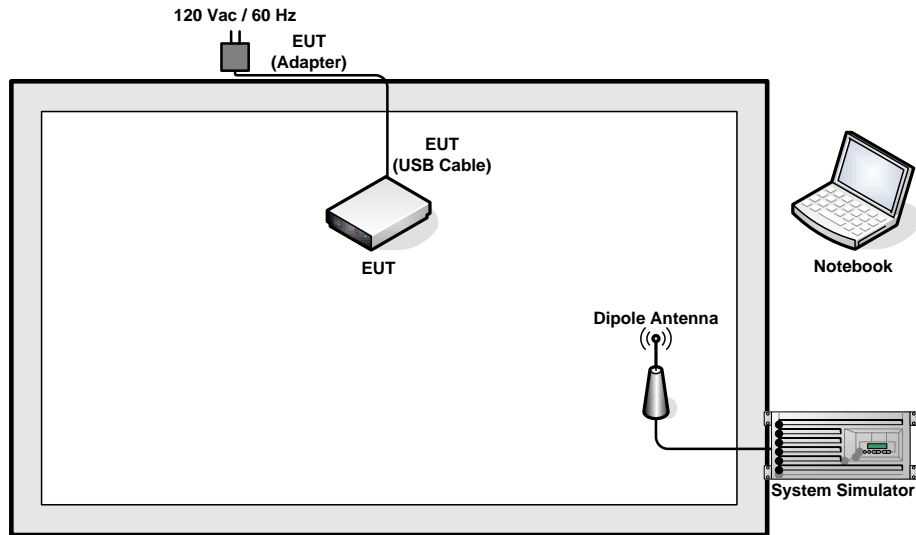 120 Vac / 60 Hz
EUT
(Adapter)
EUT
(USB Cable)
EUT
Notebook
Dipole Antenna
System Simulator